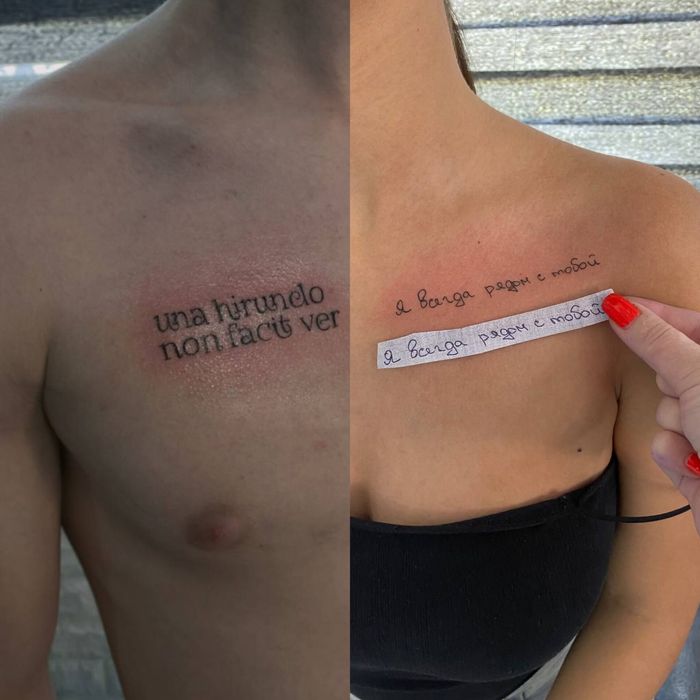 una hirundo
non facit ver
я всегда рядом с тобой
я всегда рядом с тобой